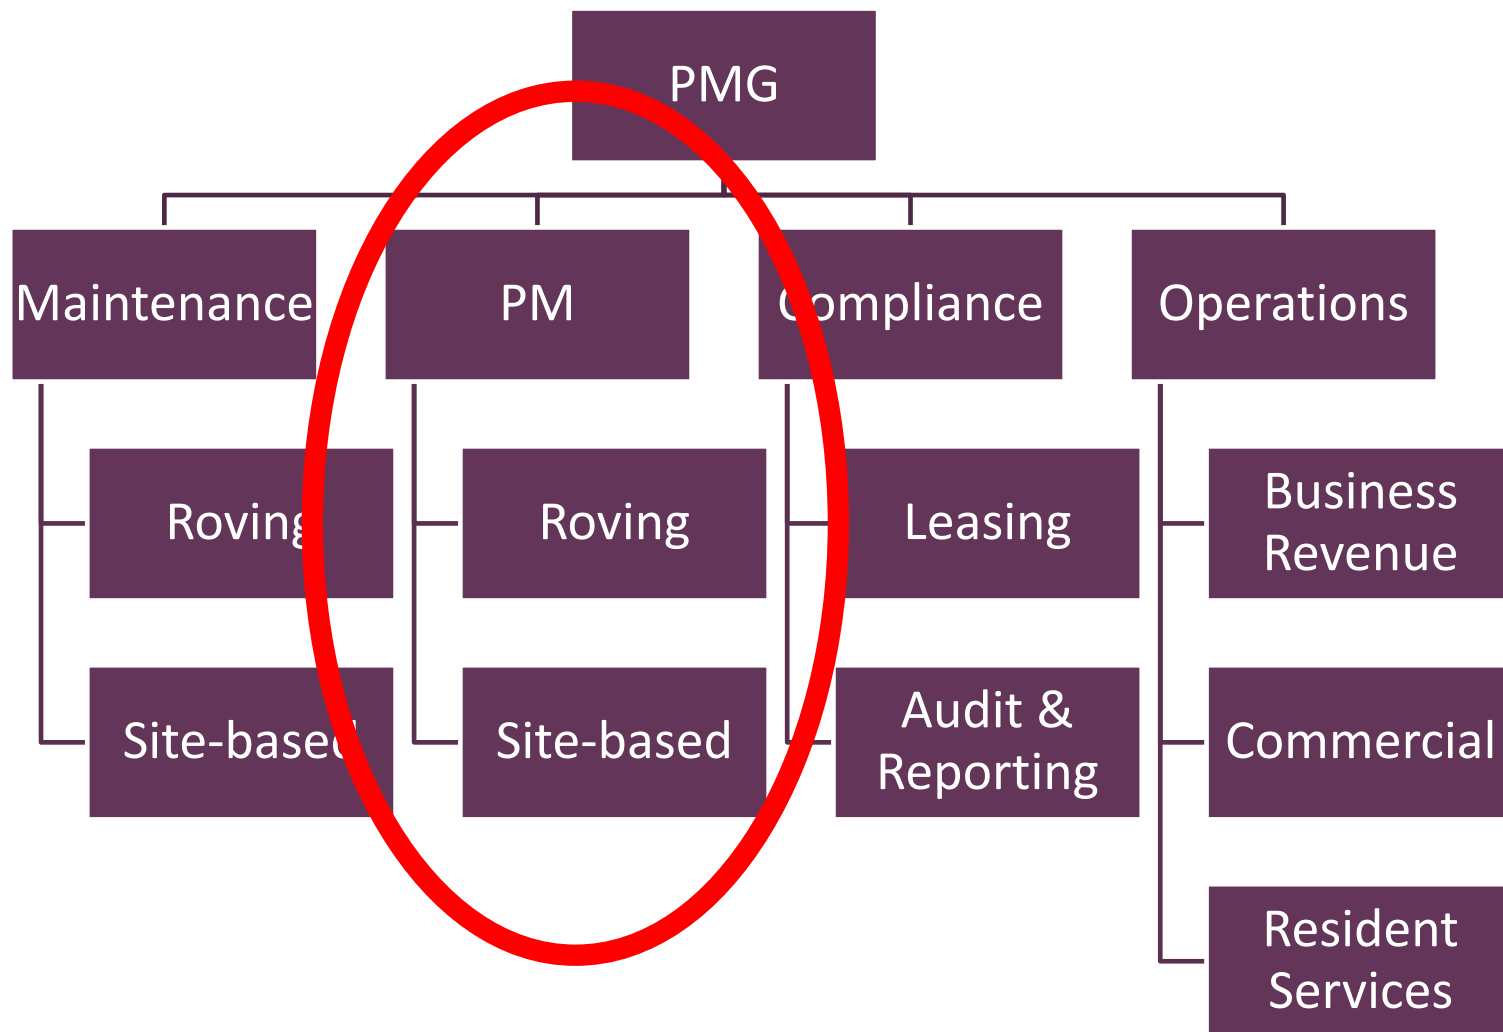 PMG
Maintenance
PM
Compliance
Operations
Roving
Roving
Leasing
Business
Revenue
Site-based
Site-based
Audit &
Reporting
Commercial
Resident
Services